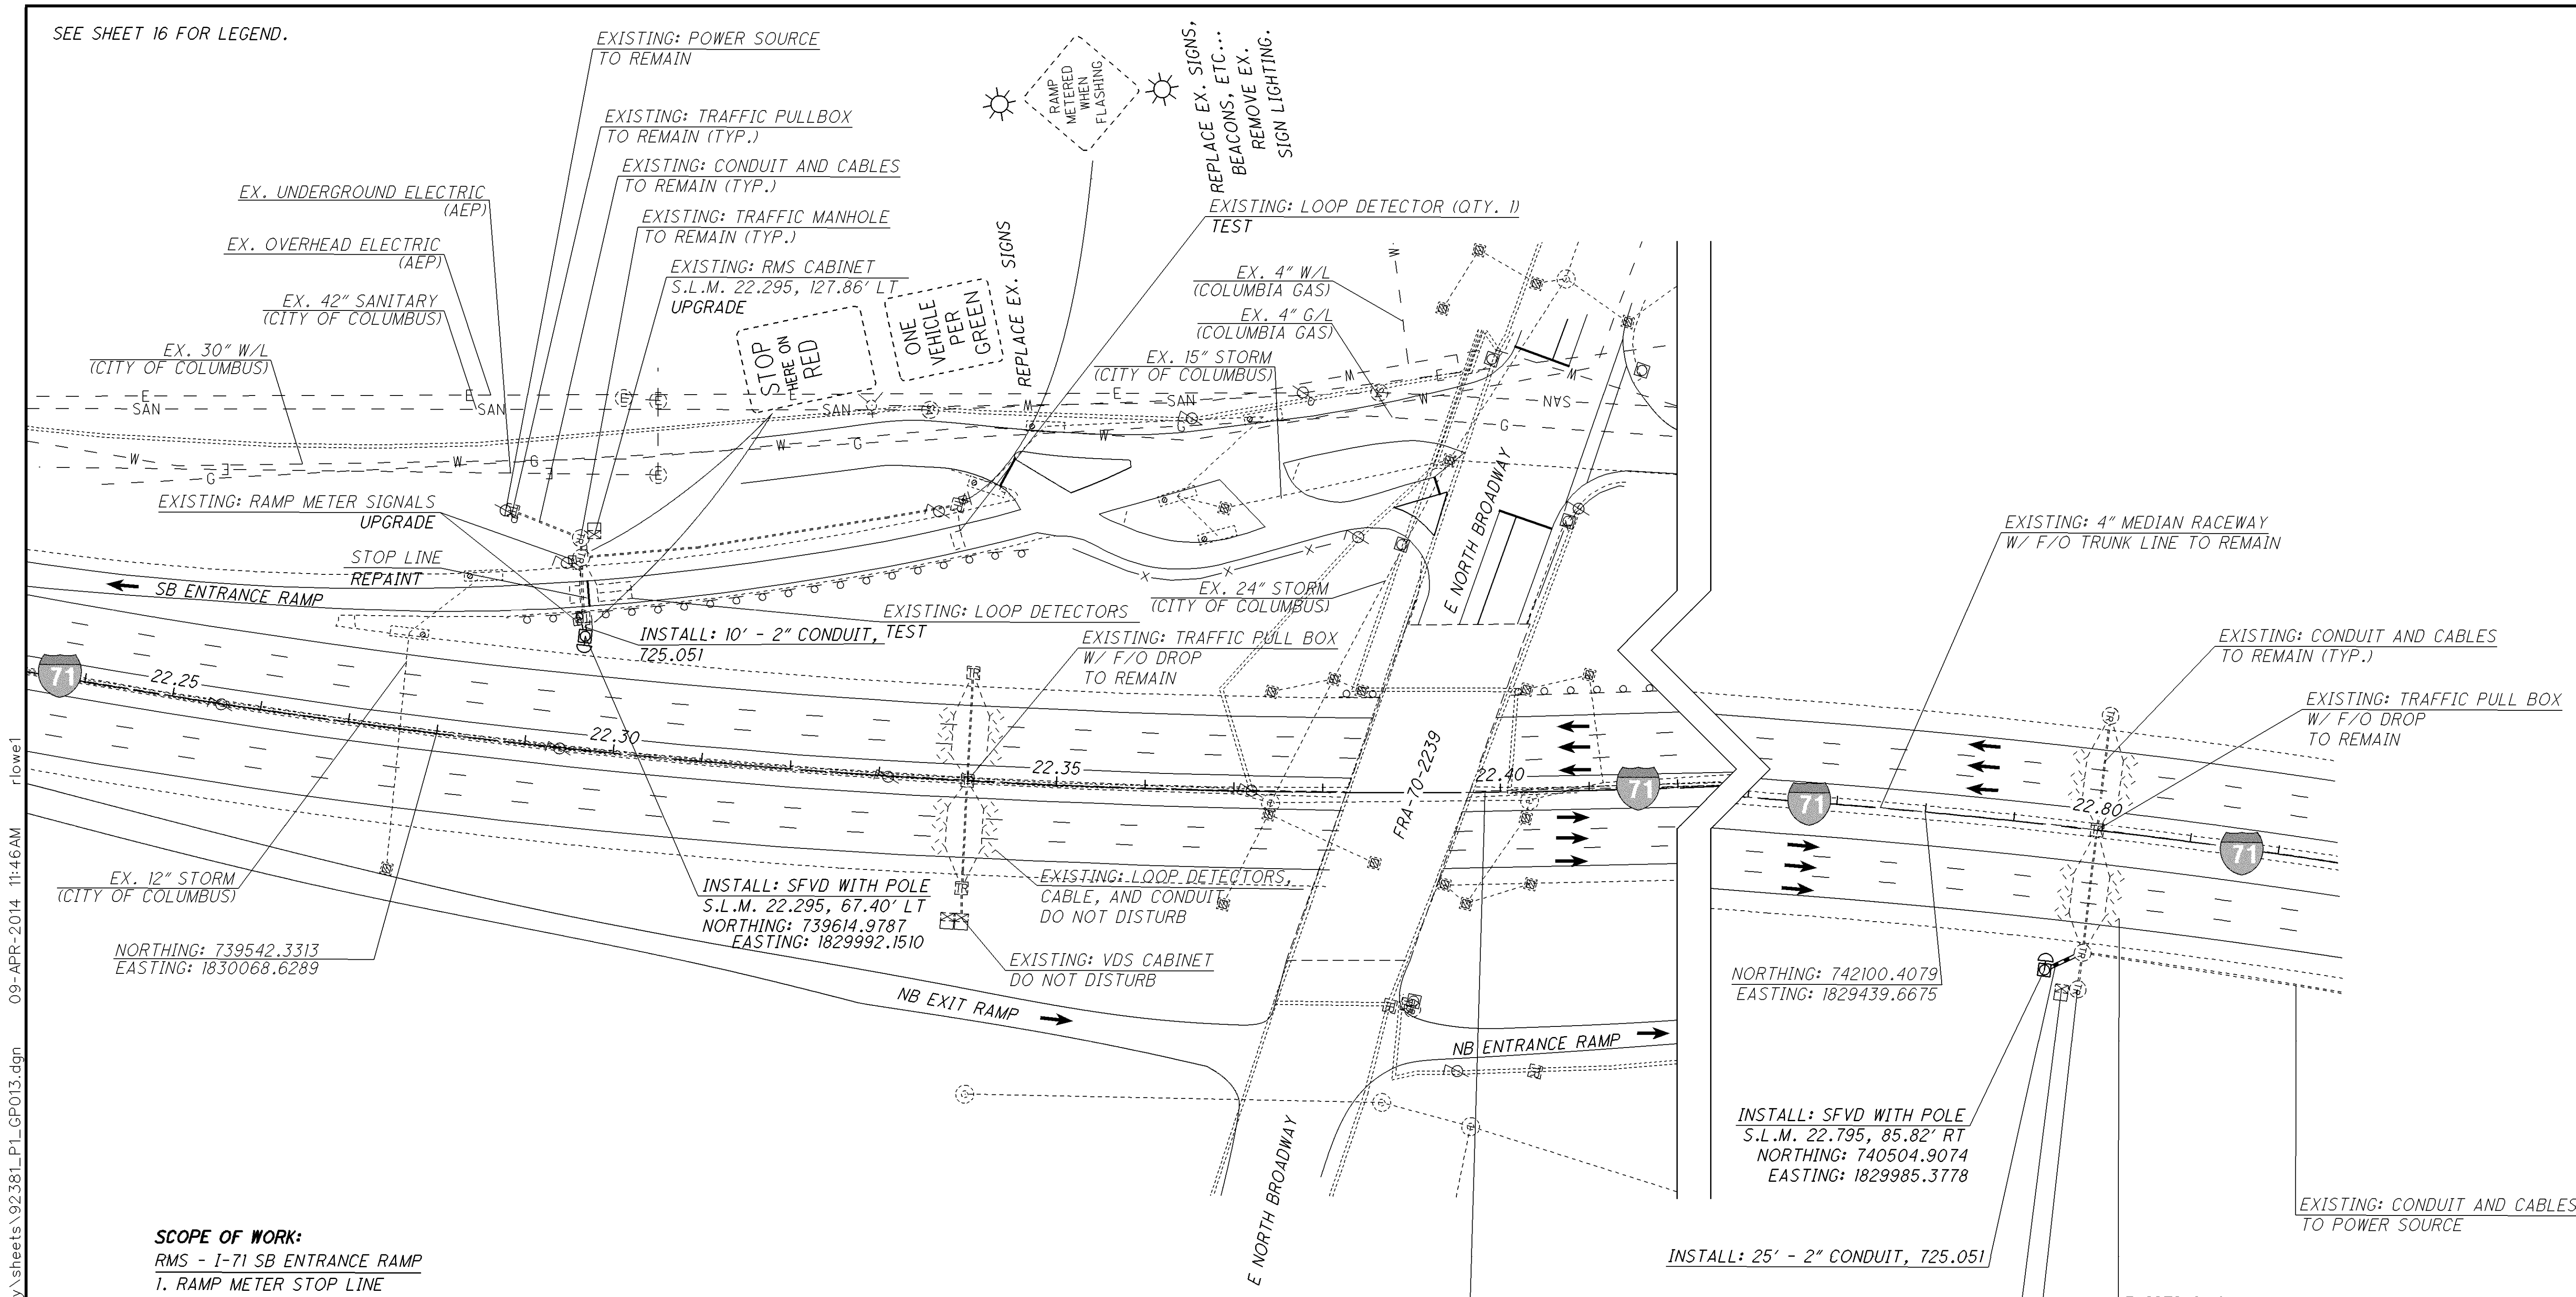 SEE SHEET 16 FOR LEGEND.
EXISTING: POWER SOURCE
TO REMAIN
EXISTING: TRAFFIC PULLBOX
TO REMAIN (TYP.)
EXISTING: CONDUIT AND CABLES
TO REMAIN (TYP.)
EXISTING: TRAFFIC MANHOLE
TO REMAIN (TYP.)
EXISTING: RMS CABINET
S.L.M. 22.295, 127.86' LT
UPGRADE
EX. UNDERGROUND ELECTRIC
(AEP)
EX. OVERHEAD ELECTRIC
(AEP)
EX. 42" SANITARY
(CITY OF COLUMBUS)
EX. 30" W/L
(CITY OF COLUMBUS)
RAMP
METERED
WHEN
FLASHING
REPLACE EX. SIGNS,
BEACONS, ETC...
REMOVE EX.
SIGN LIGHTING.
EXISTING: LOOP DETECTOR (QTY. 1)
TEST
STOP
HERE ON
RED
ONE
VEHICLE
PER
GREEN
REPLACE EX. SIGNS
EX. 4" W/L
(COLUMBIA GAS)
EX. 4" G/L
(COLUMBIA GAS)
EX. 15" STORM
(CITY OF COLUMBUS)
E
E
E
E
SAN
SAN
SAN
SAN
SAN
W
W
W
W
G
G
G
G
EXISTING: RAMP METER SIGNALS
UPGRADE
STOP LINE
REPAINT
SB ENTRANCE RAMP
EXISTING: LOOP DETECTORS
TEST
INSTALL: 10' - 2" CONDUIT,
725.051
EX. 24" STORM
(CITY OF COLUMBUS)
E NORTH BROADWAY
EXISTING: TRAFFIC PULL BOX
W/ F/O DROP
TO REMAIN
EXISTING: 4" MEDIAN RACEWAY
W/ F/O TRUNK LINE TO REMAIN
EXISTING: CONDUIT AND CABLES
TO REMAIN (TYP.)
EXISTING: TRAFFIC PULL BOX
W/ F/O DROP
TO REMAIN
71
22.25
22.30
22.35
22.40
71
71
22.80
71
FRA-70-2239
EX. 12" STORM
(CITY OF COLUMBUS)
NORTHING: 739542.3313
EASTING: 1830068.6289
INSTALL: SFVD WITH POLE
S.L.M. 22.295, 67.40' LT
NORTHING: 739614.9787
EASTING: 1829992.1510
EXISTING: LOOP DETECTORS,
CABLE, AND CONDUIT
DO NOT DISTURB
EXISTING: VDS CABINET
DO NOT DISTURB
NB EXIT RAMP
NB ENTRANCE RAMP
E NORTH BROADWAY
NORTHING: 742100.4079
EASTING: 1829439.6675
INSTALL: SFVD WITH POLE
S.L.M. 22.795, 85.82' RT
NORTHING: 740504.9074
EASTING: 1829985.3778
EXISTING: CONDUIT AND CABLES
TO POWER SOURCE
INSTALL: 25' - 2" CONDUIT, 725.051
SCOPE OF WORK:
RMS - I-71 SB ENTRANCE RAMP
1. RAMP METER STOP LINE
y\sheets\92381_P1_GP013.dgn 09-APR-2014 11:46AM rlowe1